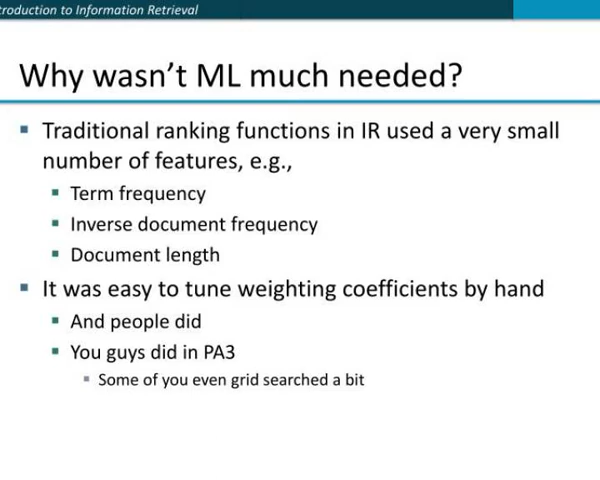 troduction to Information Retrieval
Why wasn't ML much needed?
▪ Traditional ranking functions in IR used a very small
number of features, e.g.,
▪ Term frequency
▪ Inverse document frequency
▪ Document length
▪ It was easy to tune weighting coefficients by hand
▪ And people did
▪ You guys did in PA3
▪ Some of you even grid searched a bit